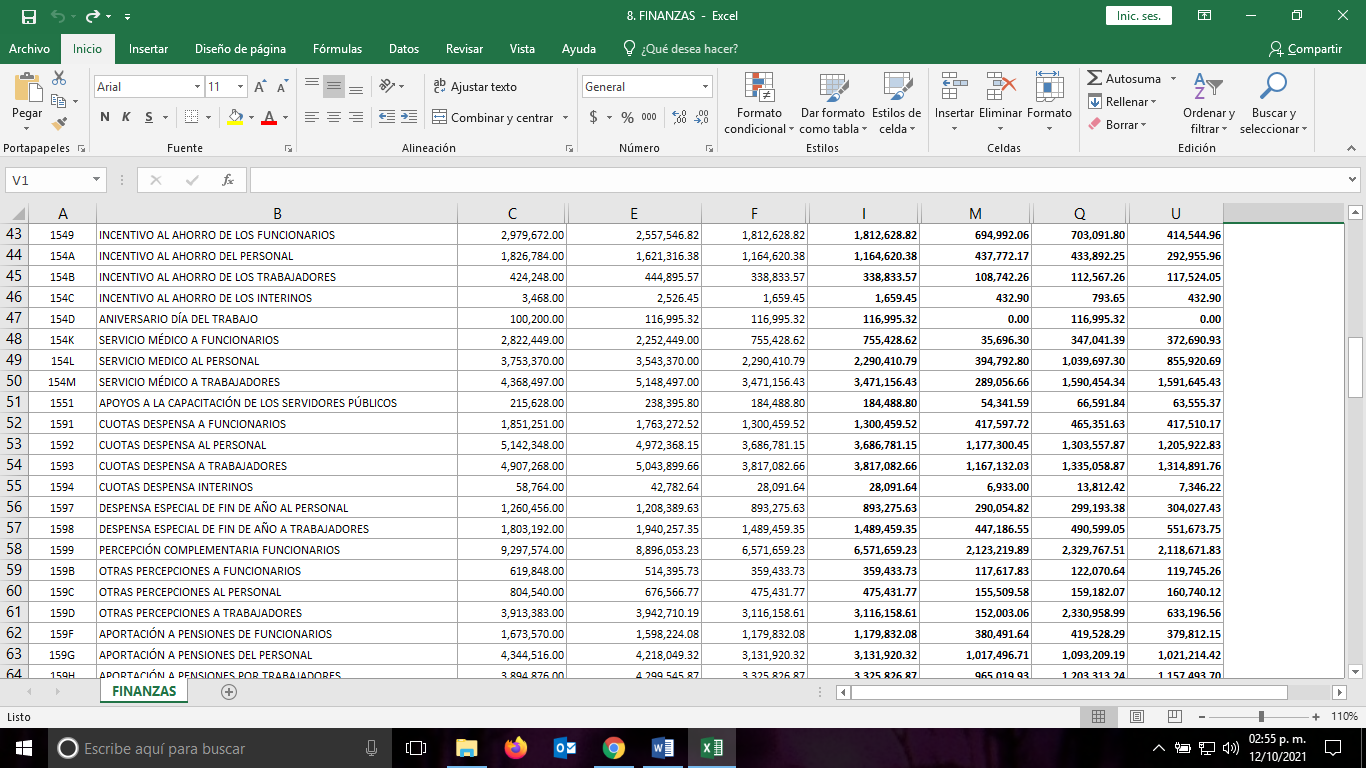 8. FINANZAS - Excel
Inic. ses.
Archivo Inicio Insertar Diseño de página Fórmulas Datos Revisar Vista Ayuda ¿Qué desea hacer? Compartir
Pegar
Arial 11
N K S
Ajustar texto
Combinar y centrar
General
$ % 000
Formato condicional
Dar formato como tabla
Estilos de celda
Insertar Eliminar Formato
Autosuma
Rellenar
Borrar
Ordenar y filtrar
Buscar y seleccionar
Portapapeles Fuente Alineación Número Estilos Celdas Edición
V1 fx
A B C E F I M Q U
43 1549 INCENTIVO AL AHORRO DE LOS FUNCIONARIOS 2,979,672.00 2,557,546.82 1,812,628.82 1,812,628.82 694,992.06 703,091.80 414,544.96
44 154A INCENTIVO AL AHORRO DEL PERSONAL 1,826,784.00 1,621,316.38 1,164,620.38 1,164,620.38 437,772.17 433,892.25 292,955.96
45 154B INCENTIVO AL AHORRO DE LOS TRABAJADORES 424,248.00 444,895.57 338,833.57 338,833.57 108,742.26 112,567.26 117,524.05
46 154C INCENTIVO AL AHORRO DE LOS INTERINOS 3,468.00 2,526.45 1,659.45 1,659.45 432.90 793.65 432.90
47 154D ANIVERSARIO DÍA DEL TRABAJO 100,200.00 116,995.32 116,995.32 116,995.32 0.00 116,995.32 0.00
48 154K SERVICIO MÉDICO A FUNCIONARIOS 2,822,449.00 2,252,449.00 755,428.62 755,428.62 35,696.30 347,041.39 372,690.93
49 154L SERVICIO MEDICO AL PERSONAL 3,753,370.00 3,543,370.00 2,290,410.79 2,290,410.79 394,792.80 1,039,697.30 855,920.69
50 154M SERVICIO MÉDICO A TRABAJADORES 4,368,497.00 5,148,497.00 3,471,156.43 3,471,156.43 289,056.66 1,590,454.34 1,591,645.43
51 1551 APOYOS A LA CAPACITACIÓN DE LOS SERVIDORES PÚBLICOS 215,628.00 238,395.80 184,488.80 184,488.80 54,341.59 66,591.84 63,555.37
52 1591 CUOTAS DESPENSA A FUNCIONARIOS 1,851,251.00 1,763,272.52 1,300,459.52 1,300,459.52 417,597.72 465,351.63 417,510.17
53 1592 CUOTAS DESPENSA AL PERSONAL 5,142,348.00 4,972,368.15 3,686,781.15 3,686,781.15 1,177,300.45 1,303,557.87 1,205,922.83
54 1593 CUOTAS DESPENSA A TRABAJADORES 4,907,268.00 5,043,899.66 3,817,082.66 3,817,082.66 1,167,132.03 1,335,058.87 1,314,891.76
55 1594 CUOTAS DESPENSA INTERINOS 58,764.00 42,782.64 28,091.64 28,091.64 6,933.00 13,812.42 7,346.22
56 1597 DESPENSA ESPECIAL DE FIN DE AÑO AL PERSONAL 1,260,456.00 1,208,389.63 893,275.63 893,275.63 290,054.82 299,193.38 304,027.43
57 1598 DESPENSA ESPECIAL DE FIN DE AÑO A TRABAJADORES 1,803,192.00 1,940,257.35 1,489,459.35 1,489,459.35 447,186.55 490,599.05 551,673.75
58 1599 PERCEPCIÓN COMPLEMENTARIA FUNCIONARIOS 9,297,574.00 8,896,053.23 6,571,659.23 6,571,659.23 2,123,219.89 2,329,767.51 2,118,671.83
59 159B OTRAS PERCEPCIONES A FUNCIONARIOS 619,848.00 514,395.73 359,433.73 359,433.73 117,617.83 122,070.64 119,745.26
60 159C OTRAS PERCEPCIONES AL PERSONAL 804,540.00 676,566.77 475,431.77 475,431.77 155,509.58 159,182.07 160,740.12
61 159D OTRAS PERCEPCIONES A TRABAJADORES 3,913,383.00 3,942,710.19 3,116,158.61 3,116,158.61 152,003.06 2,330,958.99 633,196.56
62 159F APORTACIÓN A PENSIONES DE FUNCIONARIOS 1,673,570.00 1,598,224.08 1,179,832.08 1,179,832.08 380,491.64 419,528.29 379,812.15
63 159G APORTACIÓN A PENSIONES DEL PERSONAL 4,344,516.00 4,218,049.32 3,131,920.32 3,131,920.32 1,017,496.71 1,093,209.19 1,021,214.42
64 159H APORTACIÓN A PENSIONES POR TRABAJADORES 3,894,876.00 4,299,545.87 3,325,826.87 3,325,826.87 965,019.93 1,203,313.24 1,157,493.70
FINANZAS
Listo 110%
Escribe aquí para buscar
02:55 p. m.
12/10/2021